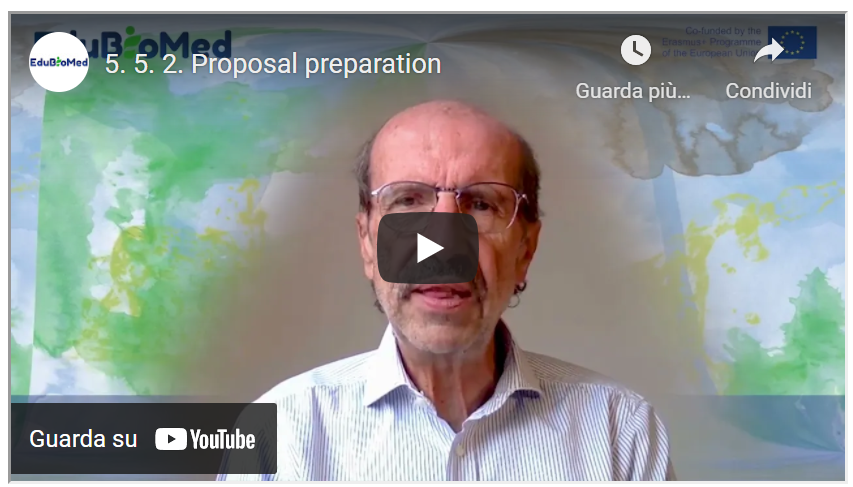 EduBioMed
EduBioMed
5. 5. 2. Proposal preparation
Co-funded by the
Erasmus+ Programme
of the European Union
Guarda più...
Condividi
Guarda su YouTube